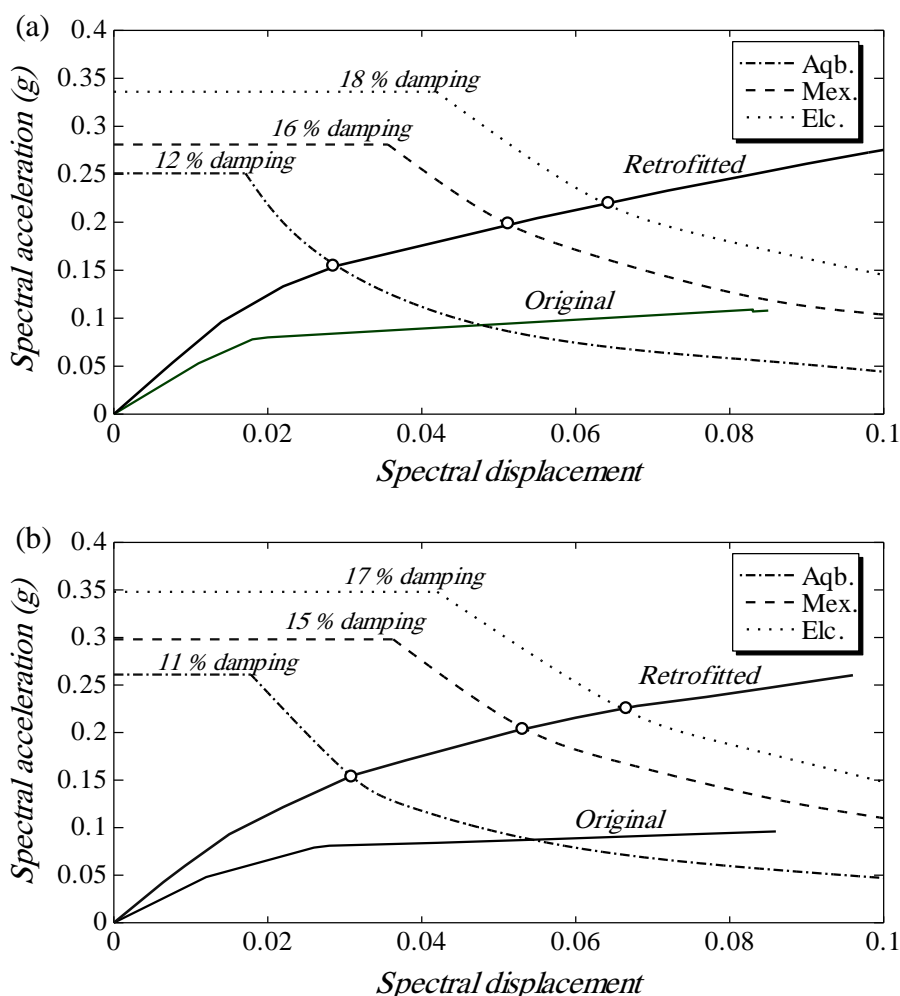 (a)
0.4
0.35
0.3
0.25
0.2
0.15
0.1
0.05
0
Spectral acceleration (g)
18 % damping
16 % damping
12 % damping
Aqb.
Mex.
Elc.
Retrofitted
Original
0 0.02 0.04 0.06 0.08 0.1
Spectral displacement
(b)
0.4
0.35
0.3
0.25
0.2
0.15
0.1
0.05
0
Spectral acceleration (g)
17 % damping
15 % damping
11 % damping
Aqb.
Mex.
Elc.
Retrofitted
Original
0 0.02 0.04 0.06 0.08 0.1
Spectral displacement